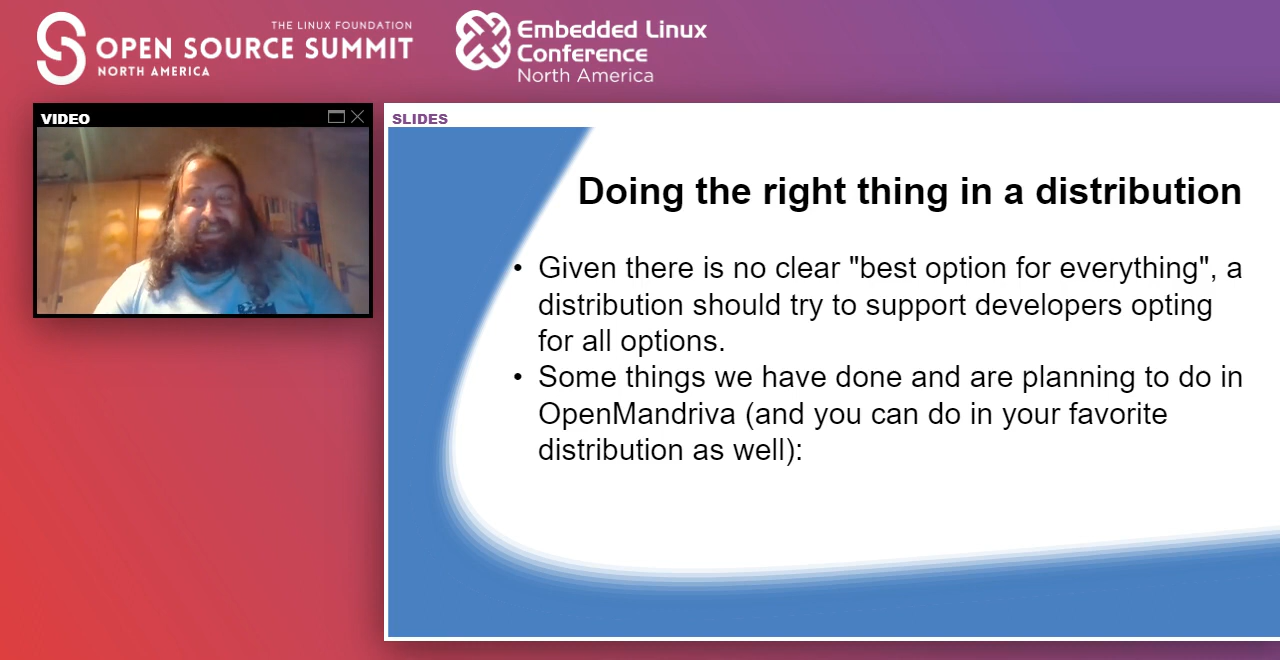 THE LINUX FOUNDATION
OPEN SOURCE SUMMIT
NORTH AMERICA
Embedded Linux
Conference
North America
VIDEO
SLIDES
Doing the right thing in a distribution
• Given there is no clear "best option for everything", a
distribution should try to support developers opting
for all options.
• Some things we have done and are planning to do in
OpenMandriva (and you can do in your favorite
distribution as well):